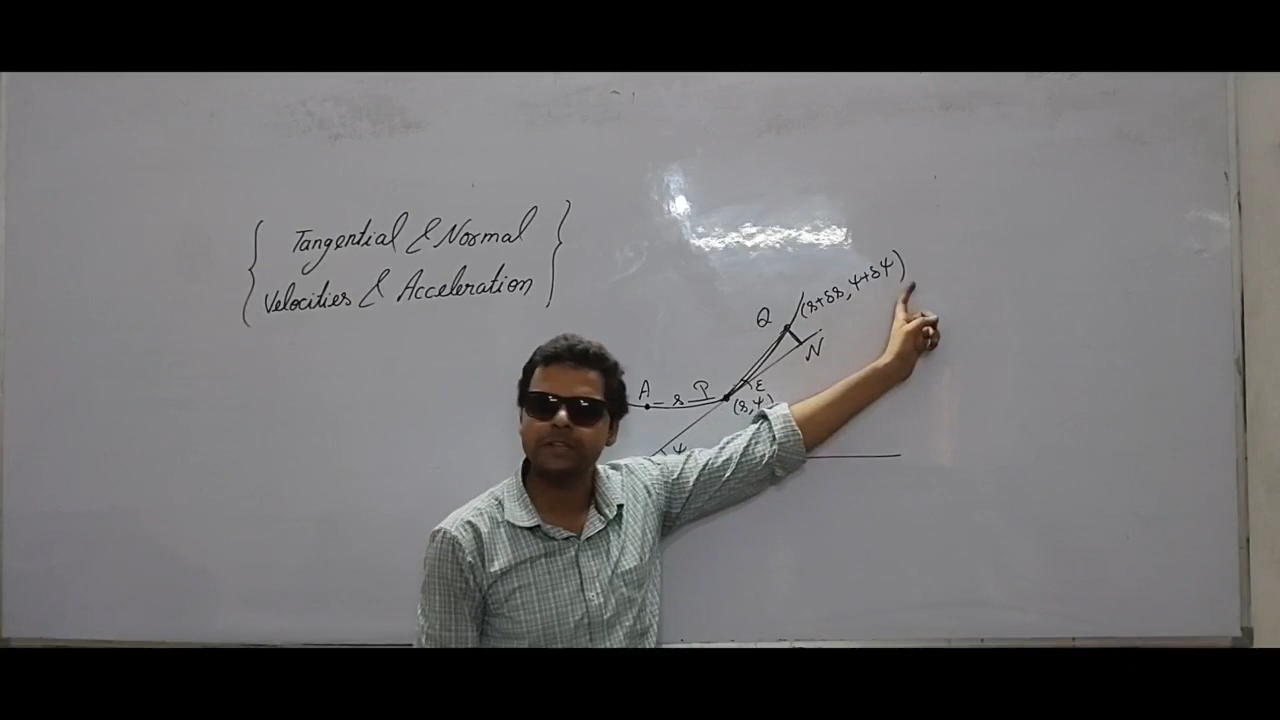 Tangential & Normal
Velocities & Acceleration
Q (s+δs, ψ+δψ)
N
A s P ε
(s, ψ)
ψ